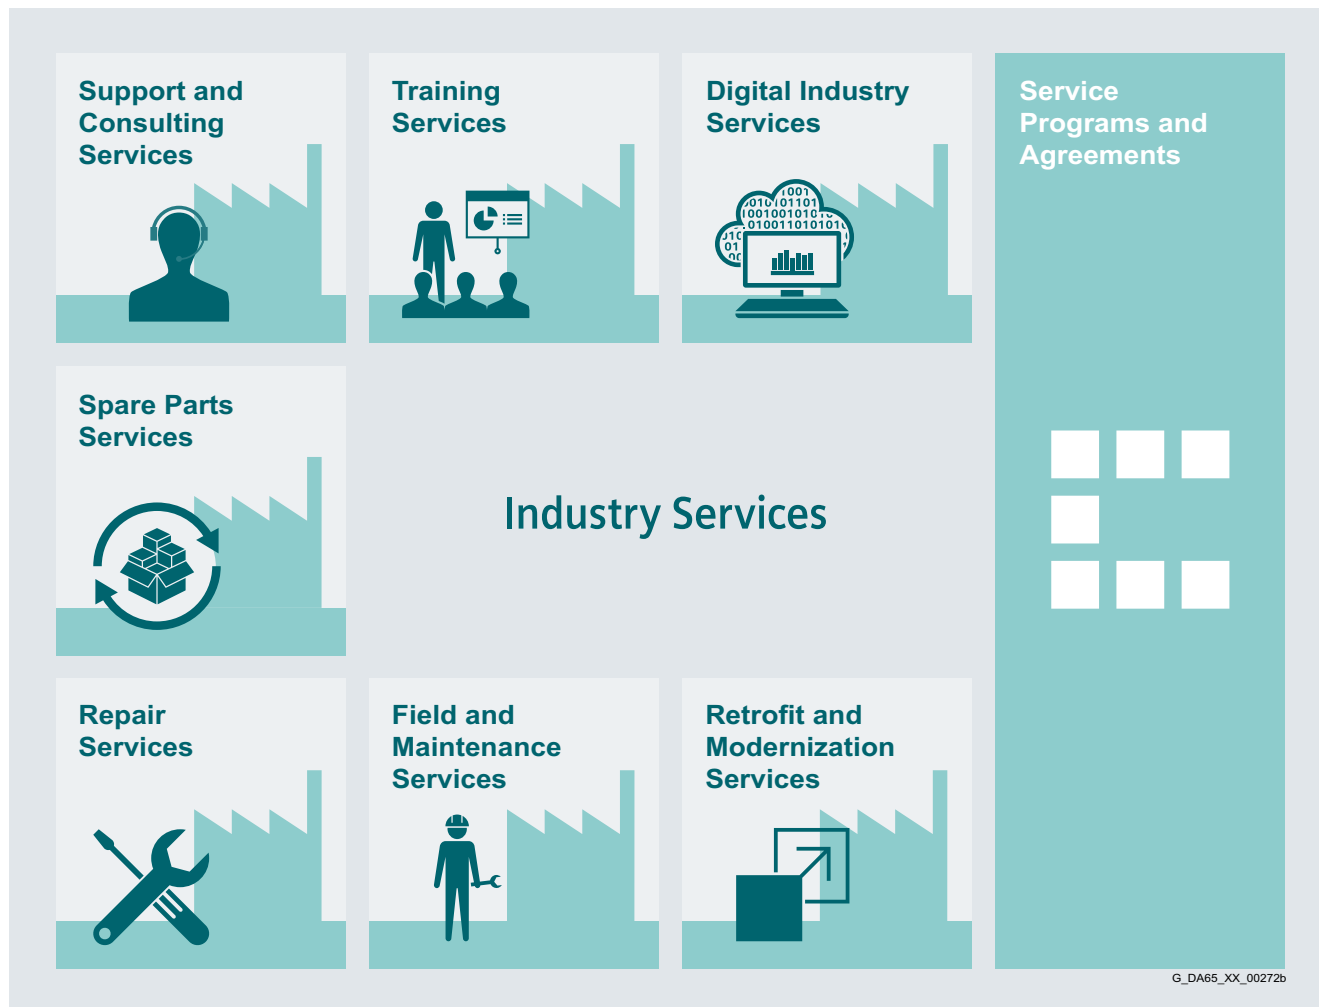 Support and
Consulting
Services
Training
Services
Digital Industry
Services
Service
Programs and
Agreements
Spare Parts
Services
Industry Services
Repair
Services
Field and
Maintenance
Services
Retrofit and
Modernization
Services
G_DA65_XX_00272b